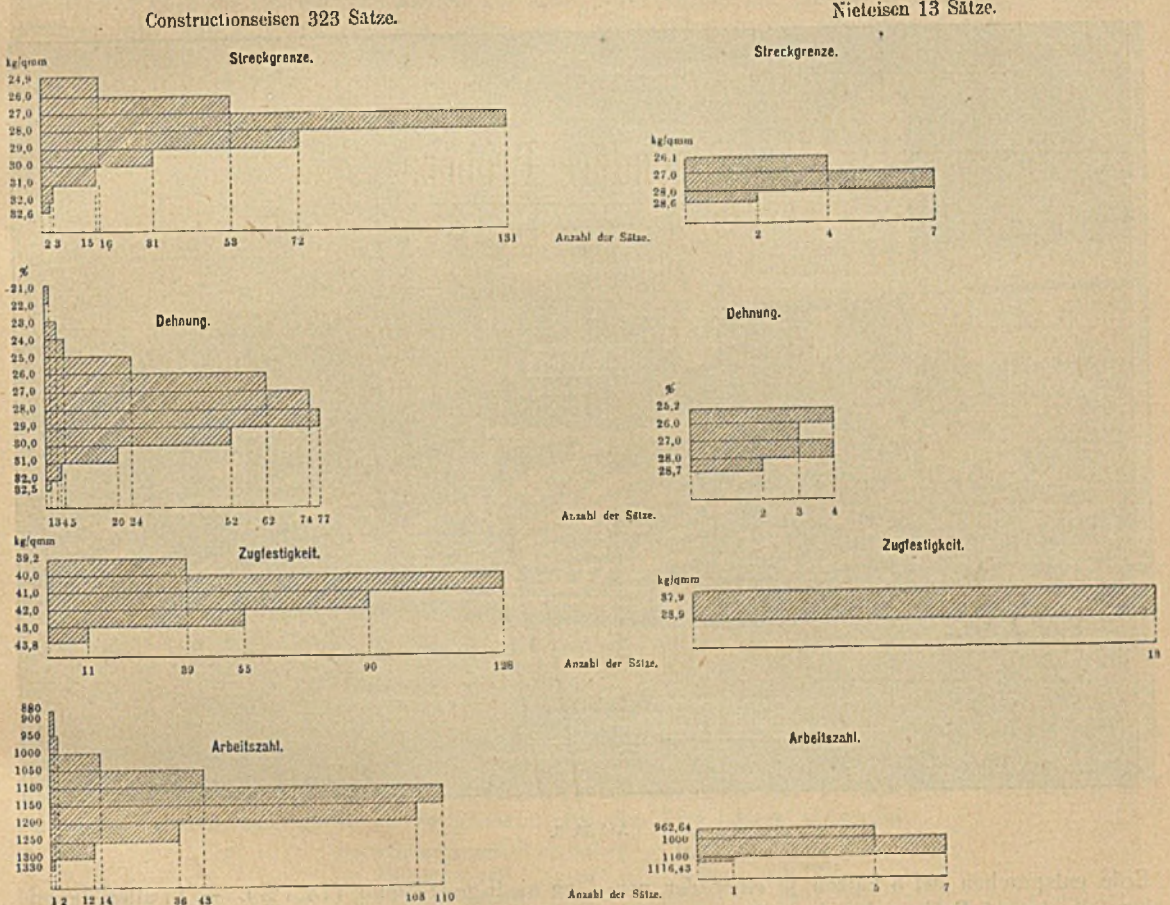 Constructionseisen 323 Sätze.
Streckgrenze.
kg/qmm
24,9
26,0
27,0
28,0
29,0
30,0
31,0
32,0
32,6
2 3 15 16 31 53 72 131
Anzahl der Sätze.
%
21,0
22,0
23,0
24,0
25,0
26,0
27,0
28,0
29,0
30,0
31,0
32,0
32,5
Dehnung.
1 3 4 5 20 24 52 62 74 77
Anzahl der Sätze.
kg/qmm
39,2
40,0
41,0
42,0
43,0
43,8
Zugfestigkeit.
11 39 55 90 128
Anzahl der Sätze.
880
900
950
1000
1050
1100
1150
1200
1250
1300
1330
Arbeitszahl.
1 2 12 14 36 43 103 110
Anzahl der Sätze.
Nieteisen 13 Sätze.
Streckgrenze.
kg/qmm
26,1
27,0
28,0
28,6
2 4 7
Dehnung.
%
25,2
26,0
27,0
28,0
28,7
2 3 4
Zugfestigkeit.
kg/qmm
37,9
13
Arbeitszahl.
962,64
1000
1100
1116,43
1 5 7